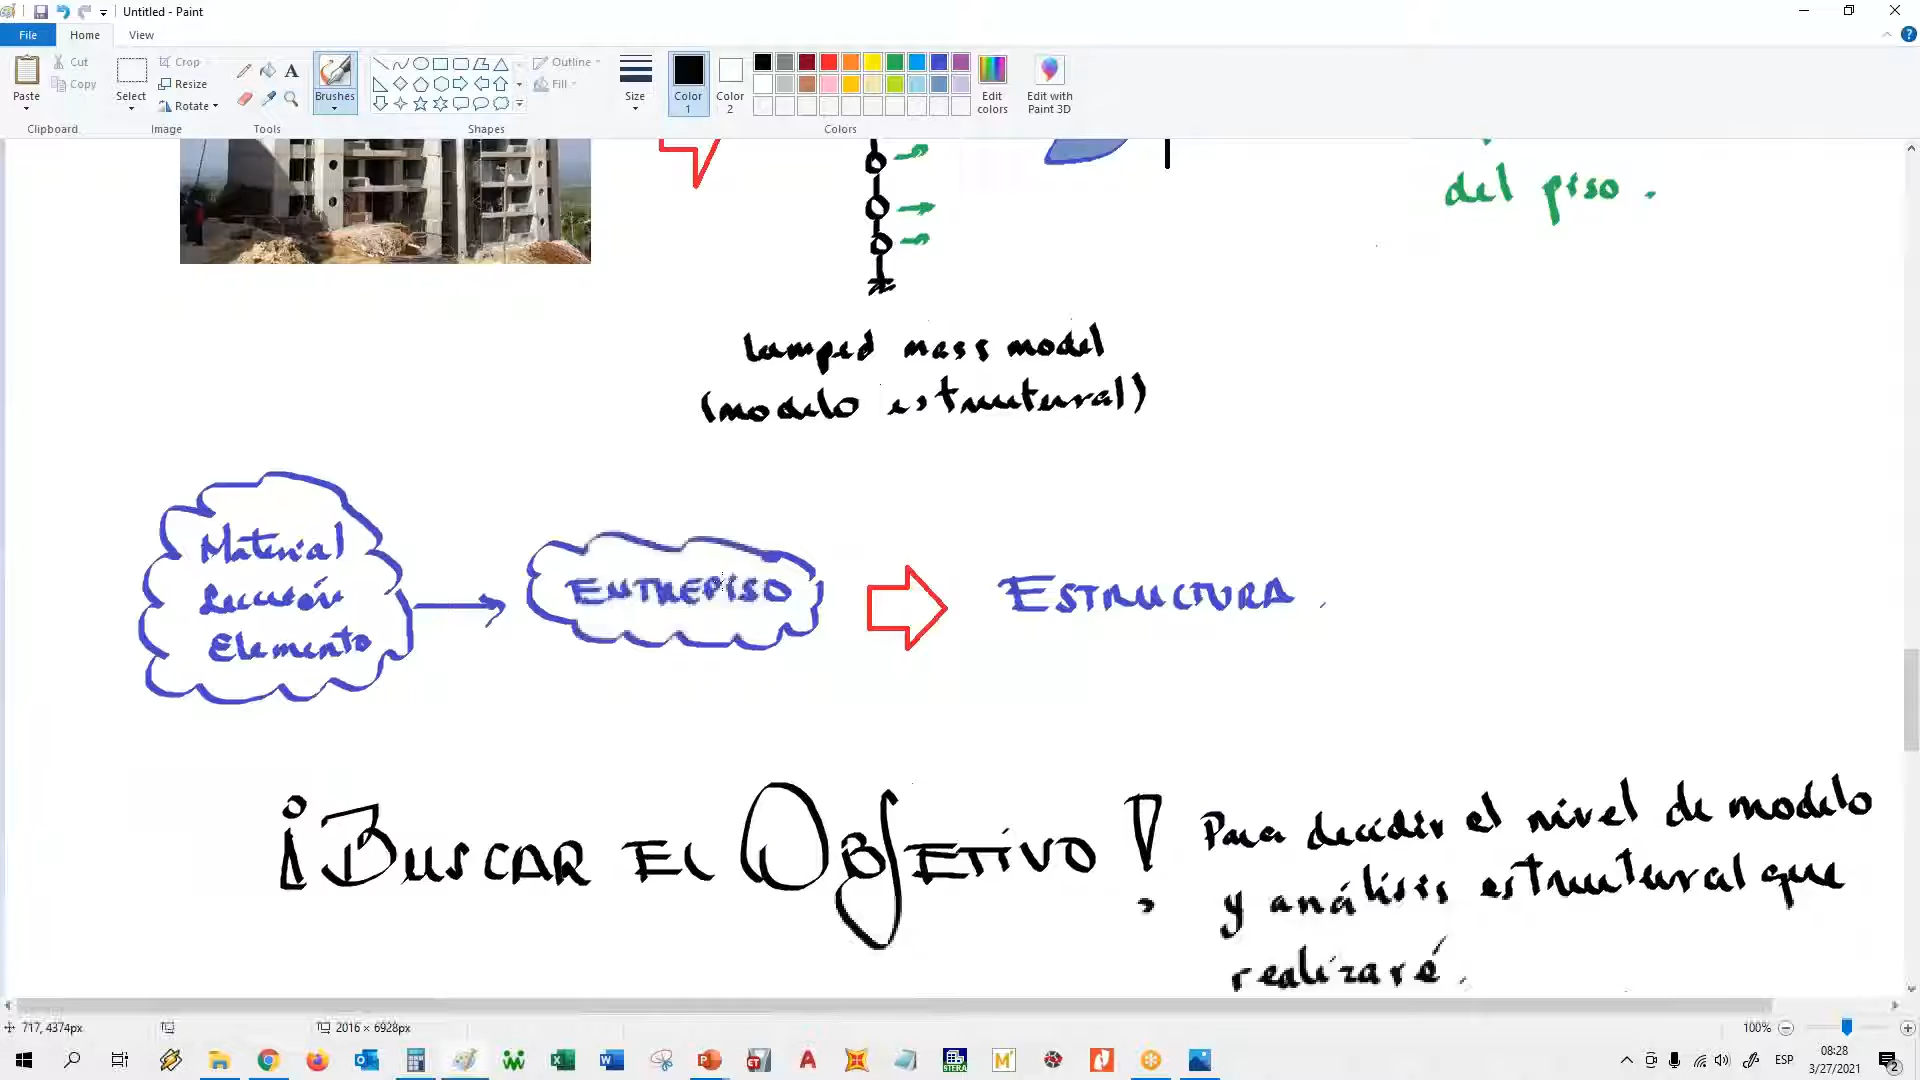 Untitled - Paint
File
Home
View
Paste
Cut
Copy
Clipboard
Select
Crop
Resize
Rotate
Image
Tools
Brushes
Shapes
Outline
Fill
Size
Color
1
Color
2
Edit
colors
Edit with
Paint 3D
Colors
del piso.
Lumped mass model
(modelo estructural)
Material
Sección
Elemento
ENTREPISO
ESTRUCTURA.
¡BUSCAR EL OBJETIVO!
Para decidir el nivel de modelo
y análisis estructural que
realizaré.
717, 4374px
2016 × 6928px
100%
ESP
08:28
3/27/2021